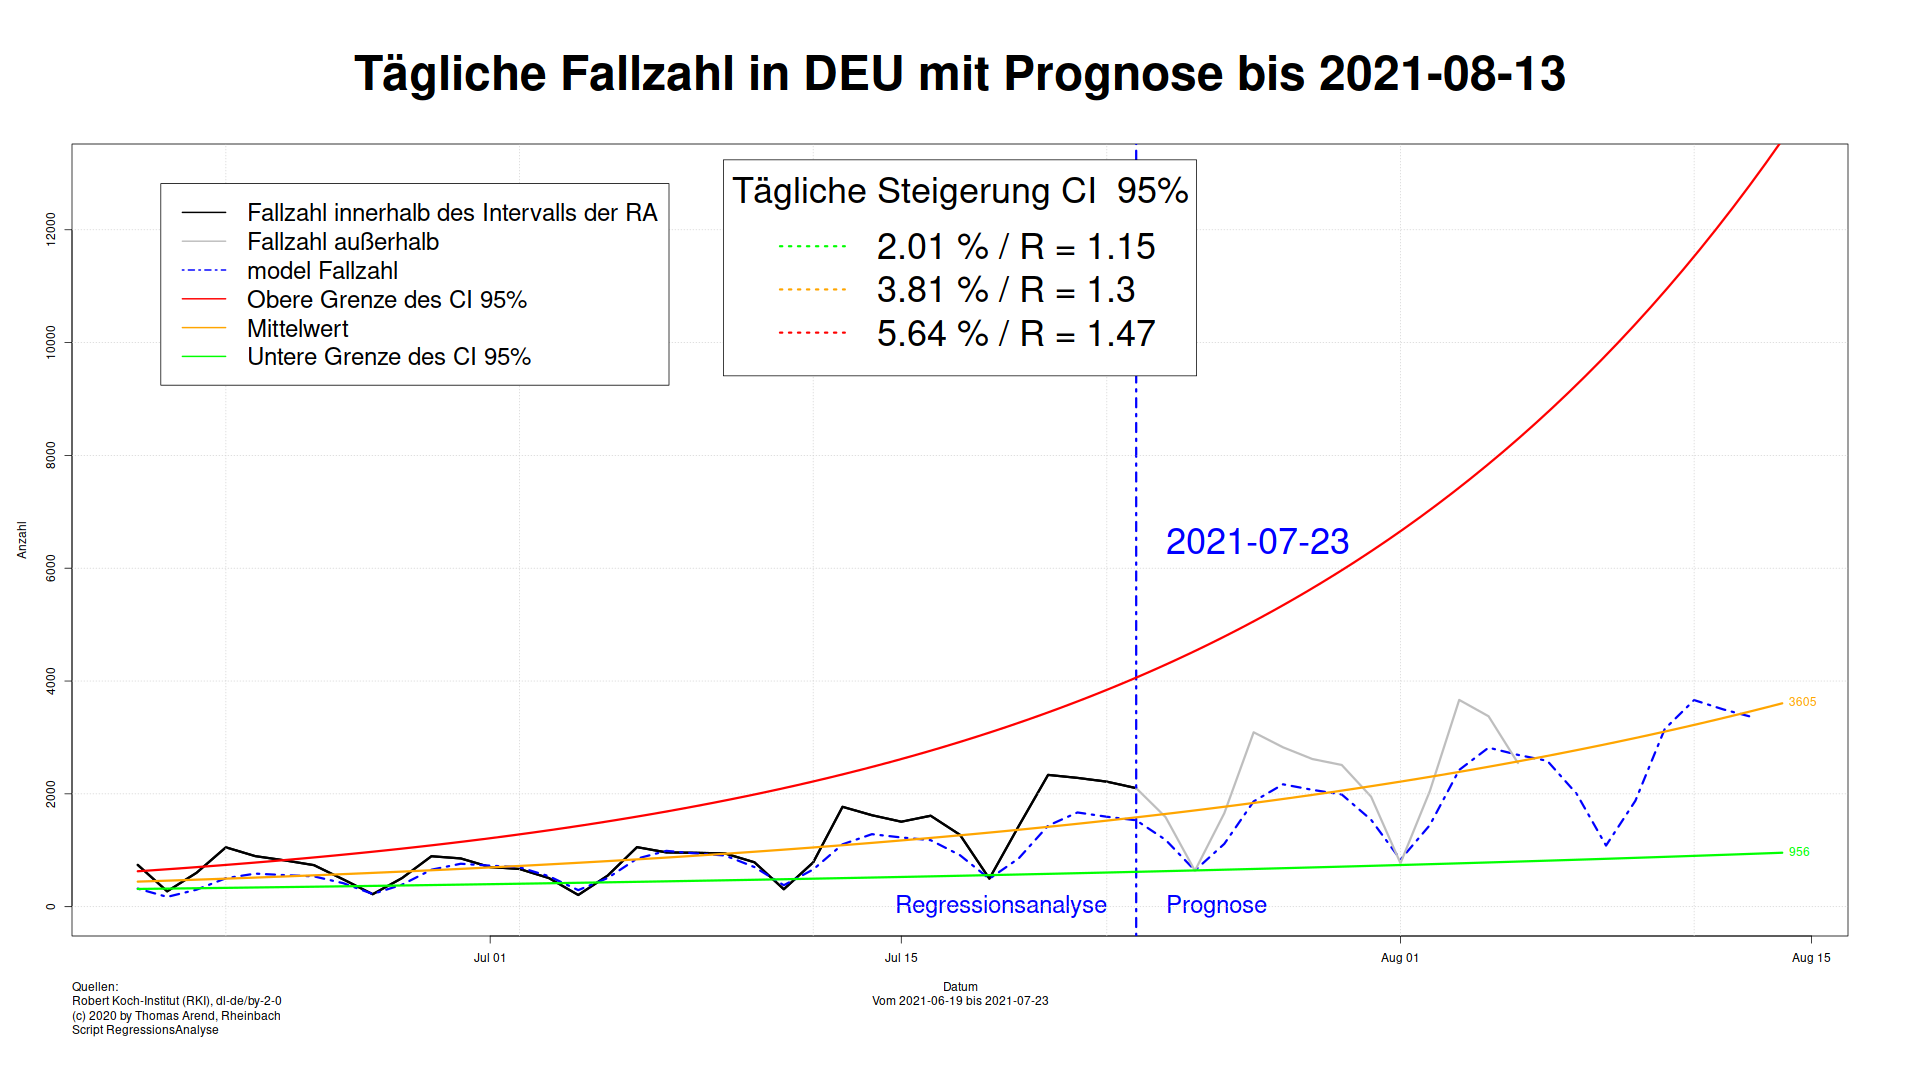 Tägliche Fallzahl in DEU mit Prognose bis 2021-08-13
Fallzahl innerhalb des Intervalls der RA
Fallzahl außerhalb
model Fallzahl
Obere Grenze des CI 95%
Mittelwert
Untere Grenze des CI 95%
Tägliche Steigerung CI  95%
2.01 % / R = 1.15
3.81 % / R = 1.3
5.64 % / R = 1.47
12000
10000
8000
6000
4000
2000
0
Anzahl
2021-07-23
3605
956
Regressionsanalyse
Prognose
Jul 01
Jul 15
Aug 01
Aug 15
Datum
Vom 2021-06-19 bis 2021-07-23
Quellen:
Robert Koch-Institut (RKI), dl-de/by-2-0
(c) 2020 by Thomas Arend, Rheinbach
Script RegressionsAnalyse